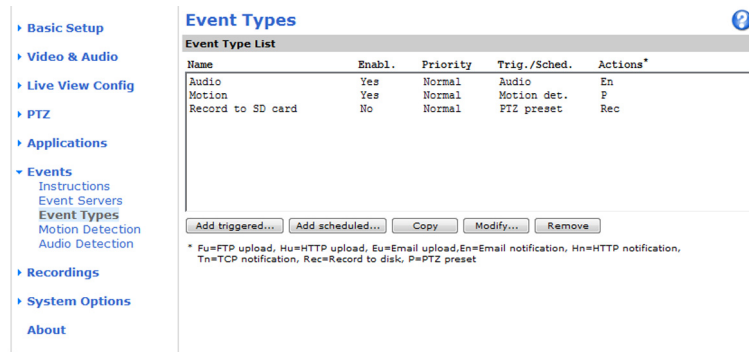 Basic Setup
Video & Audio
Live View Config
PTZ
Applications
Events
Instructions
Event Servers
Event Types
Motion Detection
Audio Detection
Recordings
System Options
About
Event Types
?
Event Type List
Name Enabl. Priority Trig./Sched. Actions*
Audio Yes Normal Audio En
Motion Yes Normal Motion det. P
Record to SD card No Normal PTZ preset Rec
Add triggered... Add scheduled... Copy Modify... Remove
* Fu=FTP upload, Hu=HTTP upload, Eu=Email upload,En=Email notification, Hn=HTTP notification,
Tn=TCP notification, Rec=Record to disk, P=PTZ preset